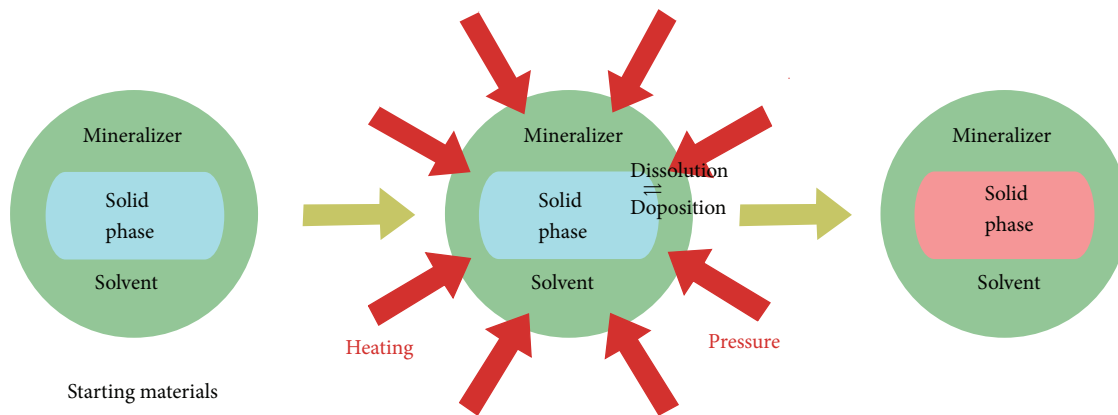 Mineralizer
Solid
phase
Solvent
Starting materials
Mineralizer
Dissolution
⇌
Doposition
Solid
phase
Solvent
Heating
Pressure
Mineralizer
Solid
phase
Solvent